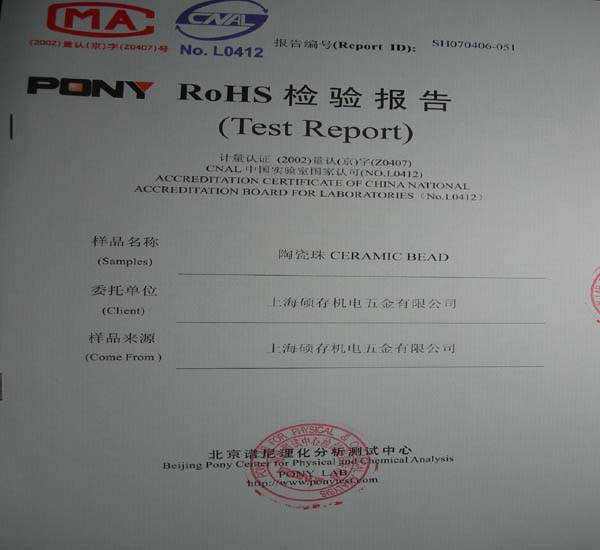 MA
CNAL
(2002)量认(京)字(Z0407)号
No. L0412
报告编号(Report ID):
SH070406-051
PONY
RoHS 检验报告
(Test Report)
计量认证 (2002)量认(京)字(Z0407)
CNAL 中国实验室国家认可(NO.L0412)
ACCREDITATION CERTIFICATE OF CHINA NATIONAL
ACCREDITATION BOARD FOR LABORATORIES (No.L0412)
样品名称
(Samples)
陶瓷珠 CERAMIC BEAD
委托单位
(Client)
上海硕存机电五金有限公司
样品来源
(Come From )
上海硕存机电五金有限公司
北京谱尼理化分析测试中心
Beijing Pony Center for Physical and Chemical Analysis
PONY LAB
http://www.ponytest.com